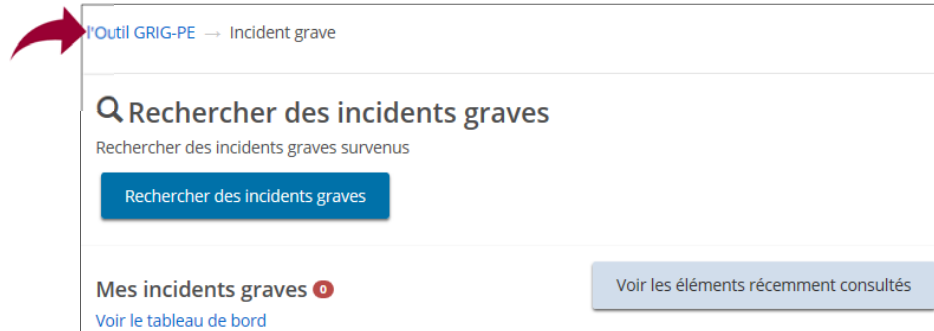 l'Outil GRIG-PE → Incident grave
Rechercher des incidents graves
Rechercher des incidents graves survenus
Rechercher des incidents graves
Mes incidents graves 0
Voir les éléments récemment consultés
Voir le tableau de bord